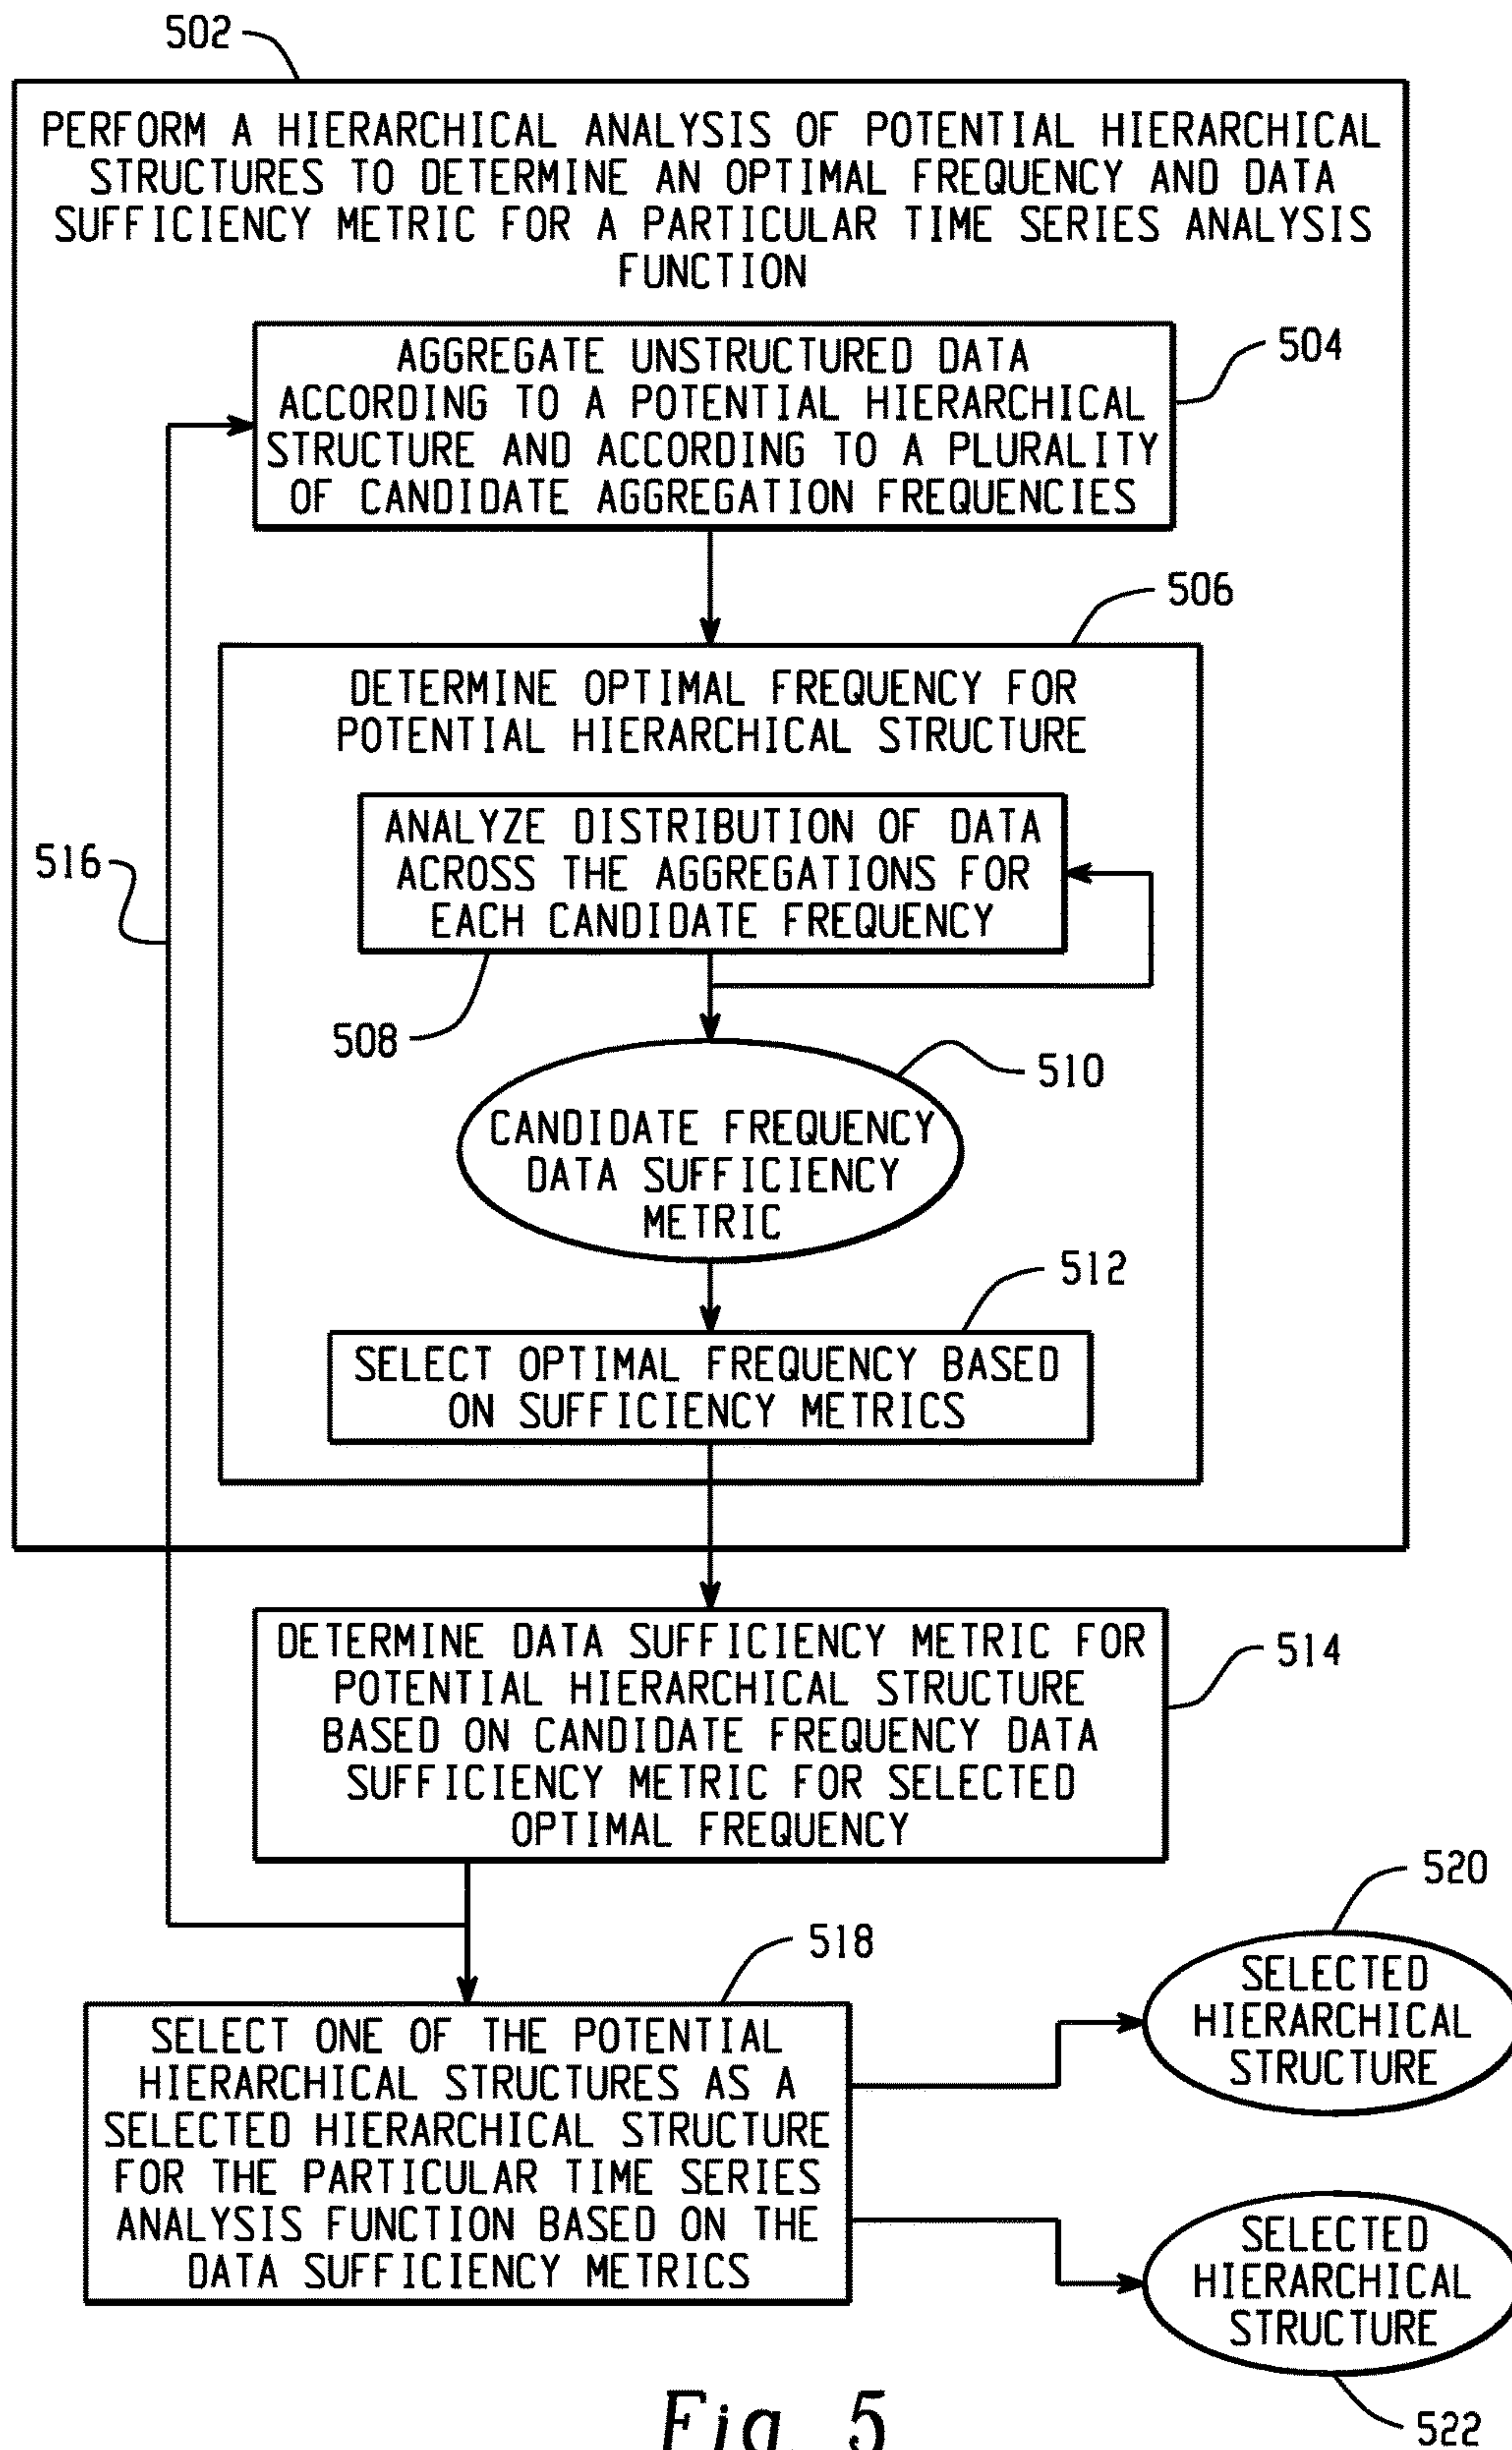 502
PERFORM A HIERARCHICAL ANALYSIS OF POTENTIAL HIERARCHICAL
STRUCTURES TO DETERMINE AN OPTIMAL FREQUENCY AND DATA
SUFFICIENCY METRIC FOR A PARTICULAR TIME SERIES ANALYSIS
FUNCTION
504
AGGREGATE UNSTRUCTURED DATA
ACCORDING TO A POTENTIAL HIERARCHICAL
STRUCTURE AND ACCORDING TO A PLURALITY
OF CANDIDATE AGGREGATION FREQUENCIES
506
DETERMINE OPTIMAL FREQUENCY FOR
POTENTIAL HIERARCHICAL STRUCTURE
ANALYZE DISTRIBUTION OF DATA
ACROSS THE AGGREGATIONS FOR
EACH CANDIDATE FREQUENCY
516
508
510
CANDIDATE FREQUENCY
DATA SUFFICIENCY
METRIC
512
SELECT OPTIMAL FREQUENCY BASED
ON SUFFICIENCY METRICS
DETERMINE DATA SUFFICIENCY METRIC FOR
POTENTIAL HIERARCHICAL STRUCTURE
BASED ON CANDIDATE FREQUENCY DATA
SUFFICIENCY METRIC FOR SELECTED
OPTIMAL FREQUENCY
514
518
SELECT ONE OF THE POTENTIAL
HIERARCHICAL STRUCTURES AS A
SELECTED HIERARCHICAL STRUCTURE
FOR THE PARTICULAR TIME SERIES
ANALYSIS FUNCTION BASED ON THE
DATA SUFFICIENCY METRICS
520
SELECTED
HIERARCHICAL
STRUCTURE
SELECTED
HIERARCHICAL
STRUCTURE
522
Fig. 5